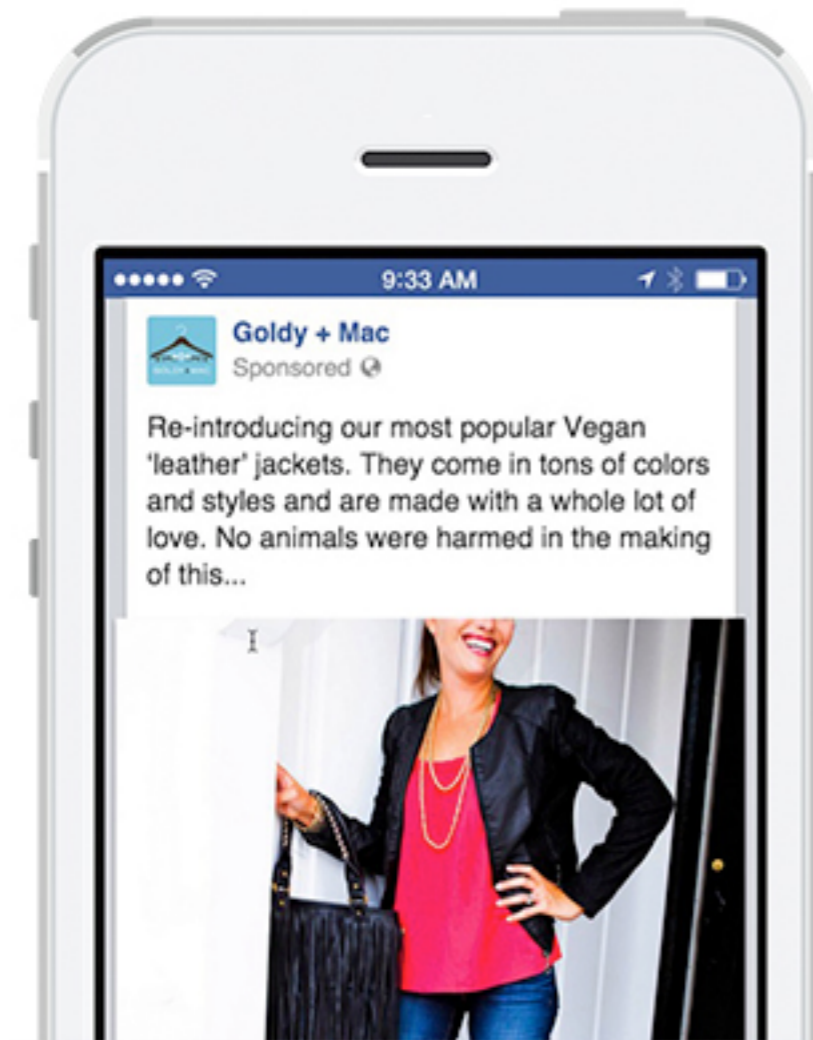 9:33 AM
Goldy + Mac
Sponsored
Re-introducing our most popular Vegan
‘leather’ jackets. They come in tons of colors
and styles and are made with a whole lot of
love. No animals were harmed in the making
of this...